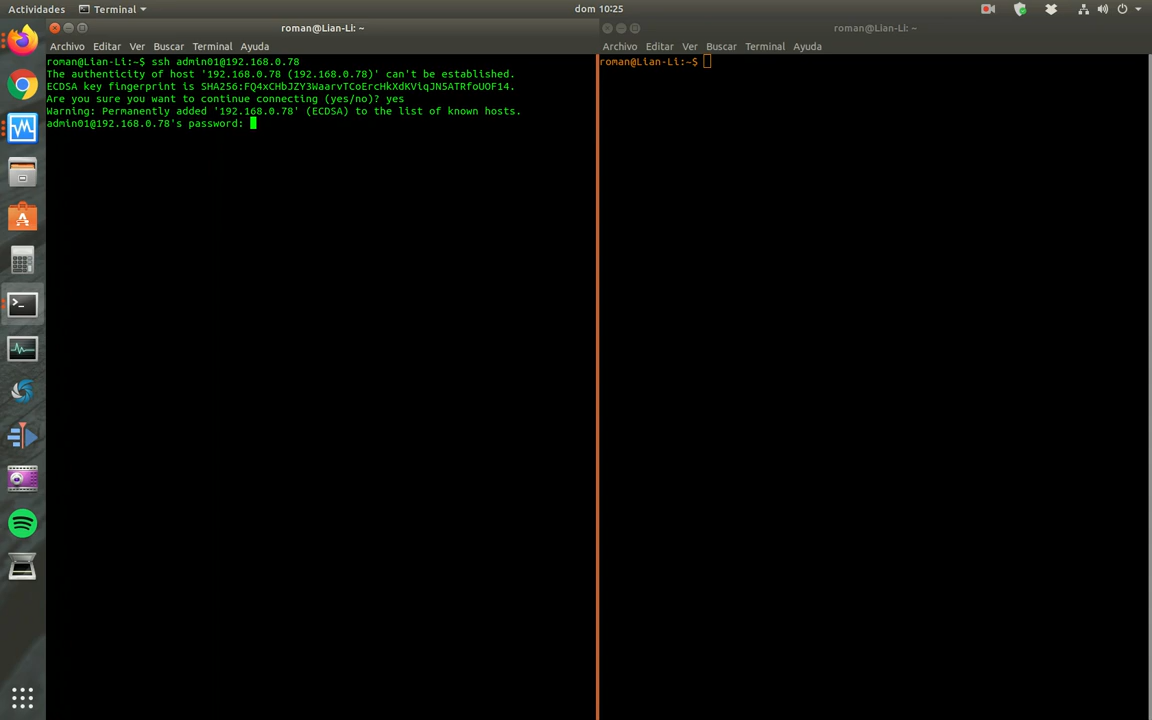 Actividades Terminal dom 10:25
roman@Lian-Li: ~
Archivo Editar Ver Buscar Terminal Ayuda
roman@Lian-Li:~$ ssh admin01@192.168.0.78
The authenticity of host '192.168.0.78 (192.168.0.78)' can't be established.
ECDSA key fingerprint is SHA256:FQ4xCHbJZY3WaarvTCoErcHkXdKViqJN5ATRfoUOF14.
Are you sure you want to continue connecting (yes/no)? yes
Warning: Permanently added '192.168.0.78' (ECDSA) to the list of known hosts.
admin01@192.168.0.78's password:
roman@Lian-Li: ~
Archivo Editar Ver Buscar Terminal Ayuda
roman@Lian-Li:~$